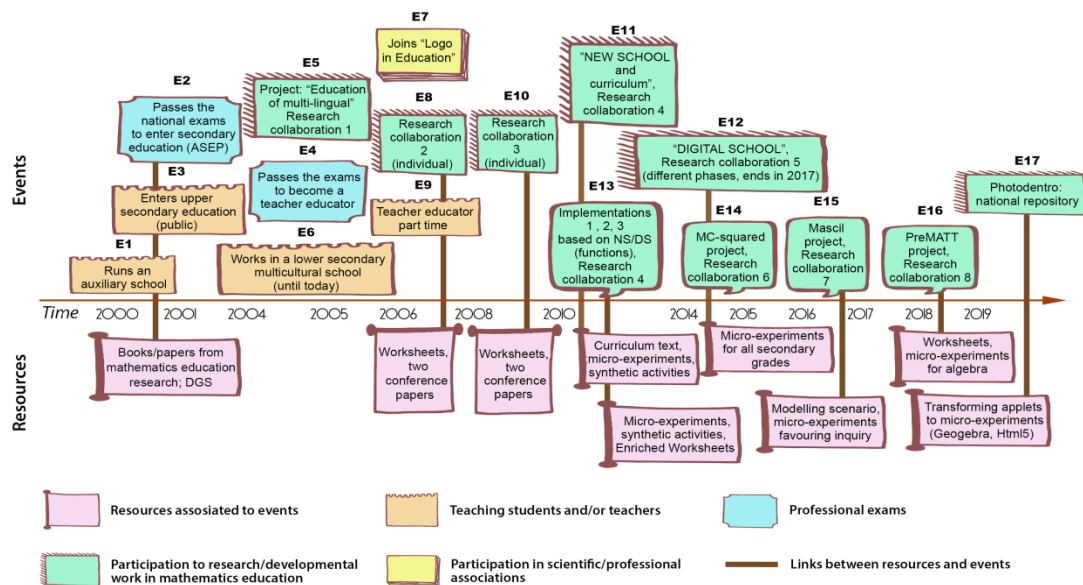 E7
Joins “Logo
in Education”
E11
"NEW SCHOOL
and
curriculum”,
Research
collaboration 4
E5
Project: “Education
of multi-lingual”
Research
collaboration 1
E2
Passes the
national exams
to enter secondary
education (ASEP)
E8
Research
collaboration
2
(individual)
E10
Research
collaboration
3
(individual)
E12
“DIGITAL SCHOOL”,
Research collaboration 5
(different phases, ends in 2017)
E4
Passes the exams
to become a
teacher educator
E17
Photodentro:
national repository
E3
Enters upper
secondary education
(public)
E9
Teacher educator
part time
E13
Implementations
1 , 2, 3
based on NS/DS
(functions),
Research
collaboration 4
E14
MC-squared
project,
Research
collaboration 6
E15
Mascil
project,
Research
collaboration
7
E16
PreMATT
project,
Research
collaboration 8
E1
Runs an
auxiliary school
E6
Works in a lower secondary
multicultural school
(until today)
Events
Time 2000 2001 2004 2005 2006 2008 2010 2014 2015 2016 2017 2018 2019
Resources
Books/papers from
mathematics education
research; DGS
Worksheets,
two
conference
papers
Worksheets,
two
conference
papers
Curriculum text,
micro-experiments,
synthetic activities
Micro-experiments
for all secondary
grades
Worksheets,
micro-experiments
for algebra
Micro-experiments,
synthetic activities,
Enriched Worksheets
Modelling scenario,
micro-experiments
favouring inquiry
Transforming applets
to micro-experiments
(Geogebra, Html5)
Resources assiciated to events
Teaching students and/or teachers
Professional exams
Participation to research/developmental
work in mathematics education
Participation in scientific/professional
associations
Links between resources and events